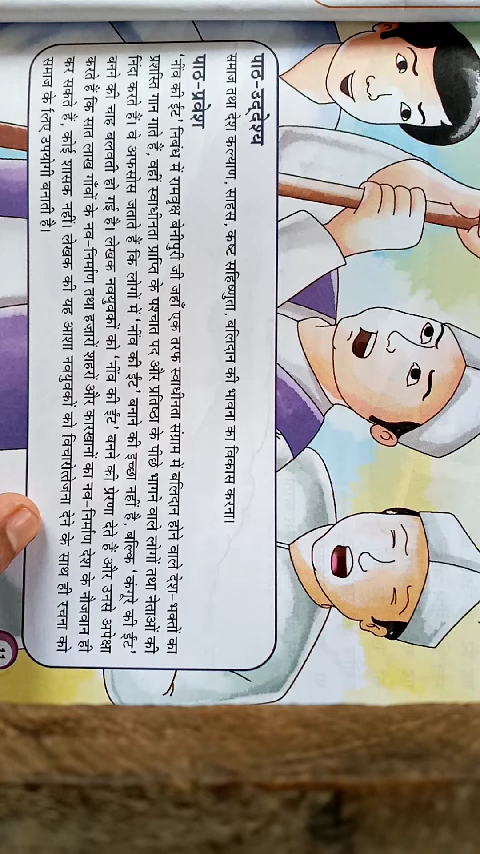 पाठ-उद्देश्य
समाज तथा देश कल्याण, साहस, कष्ट सहिष्णुता, बलिदान की भावना का विकास करना।
पाठ-प्रवेश
'नींव की ईंट' निबंध में रामवृक्ष बेनीपुरी जी जहाँ एक तरफ स्वाधीनता संग्राम में बलिदान होने वाले देश-भक्तों का
प्रशस्ति गान गाते हैं, वहीं स्वाधीनता प्राप्ति के पश्चात पद और प्रतिष्ठा के पीछे भागने वाले लोगों तथा नेताओं की
निंदा करते हैं। वे अफसोस जताते हैं कि लोगों में 'नींव की ईंट' बनाने की इच्छा नहीं है, बल्कि 'कंगूरे की ईंट'
बनने की चाह बलवती हो गई है। लेखक नवयुवकों को 'नींव की ईंट' बनने की प्रेरणा देते हैं और उनसे अपेक्षा
करते हैं कि सात लाख गाँवों के नव-निर्माण तथा हजारों शहरों और कारखानों का नव-निर्माण देश के नौजवान ही
कर सकते हैं, कोई शासक नहीं। लेखक की यह आशा नवयुवकों को विचारोत्तेजना देने के साथ ही रचना को
समाज के लिए उपयोगी बनाती है।
11